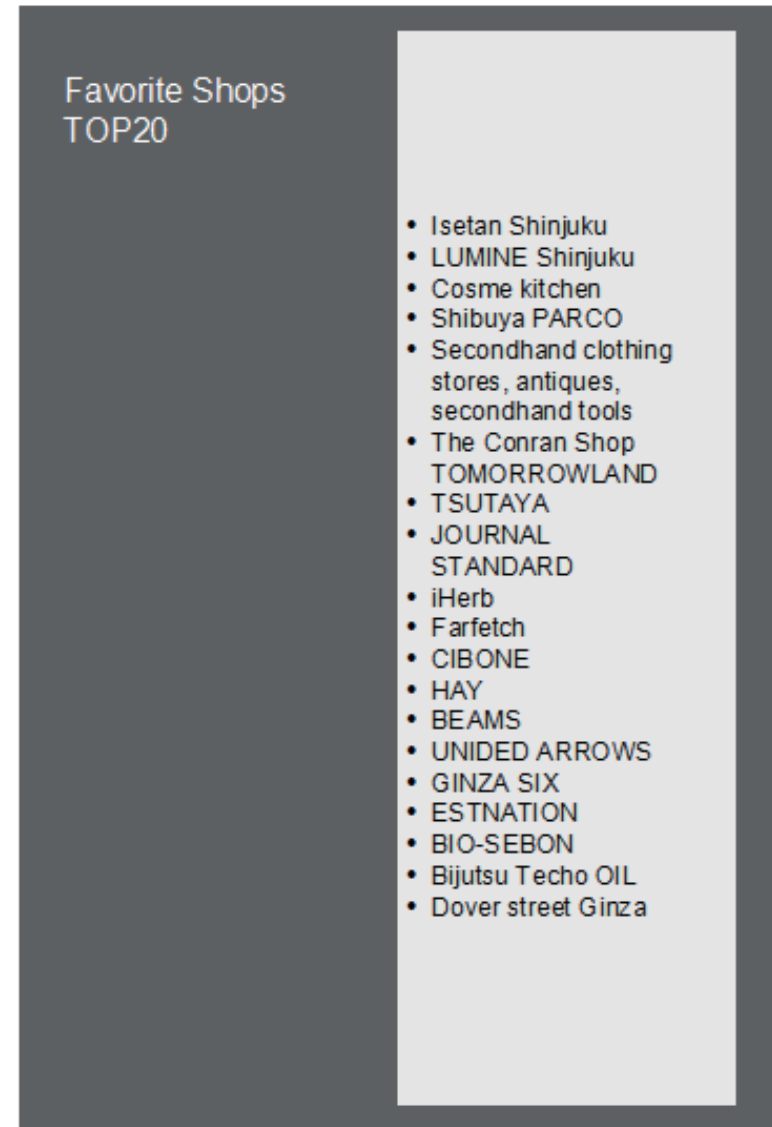 Favorite Shops
TOP20
• Isetan Shinjuku
• LUMINE Shinjuku
• Cosme kitchen
• Shibuya PARCO
• Secondhand clothing
stores, antiques,
secondhand tools
• The Conran Shop
TOMORROWLAND
• TSUTAYA
• JOURNAL
STANDARD
• iHerb
• Farfetch
• CIBONE
• HAY
• BEAMS
• UNIDED ARROWS
• GINZA SIX
• ESTNATION
• BIO-SEBON
• Bijutsu Techo OIL
• Dover street Ginza